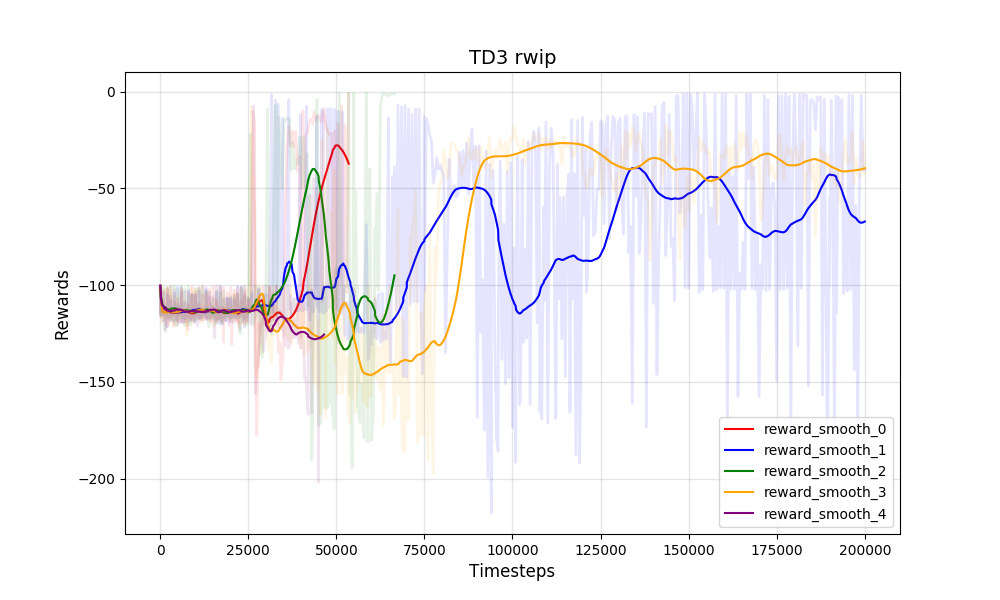 TD3 rwip
0
−50
−100
−150
−200
Rewards
reward_smooth_0
reward_smooth_1
reward_smooth_2
reward_smooth_3
reward_smooth_4
0 25000 50000 75000 100000 125000 150000 175000 200000
Timesteps